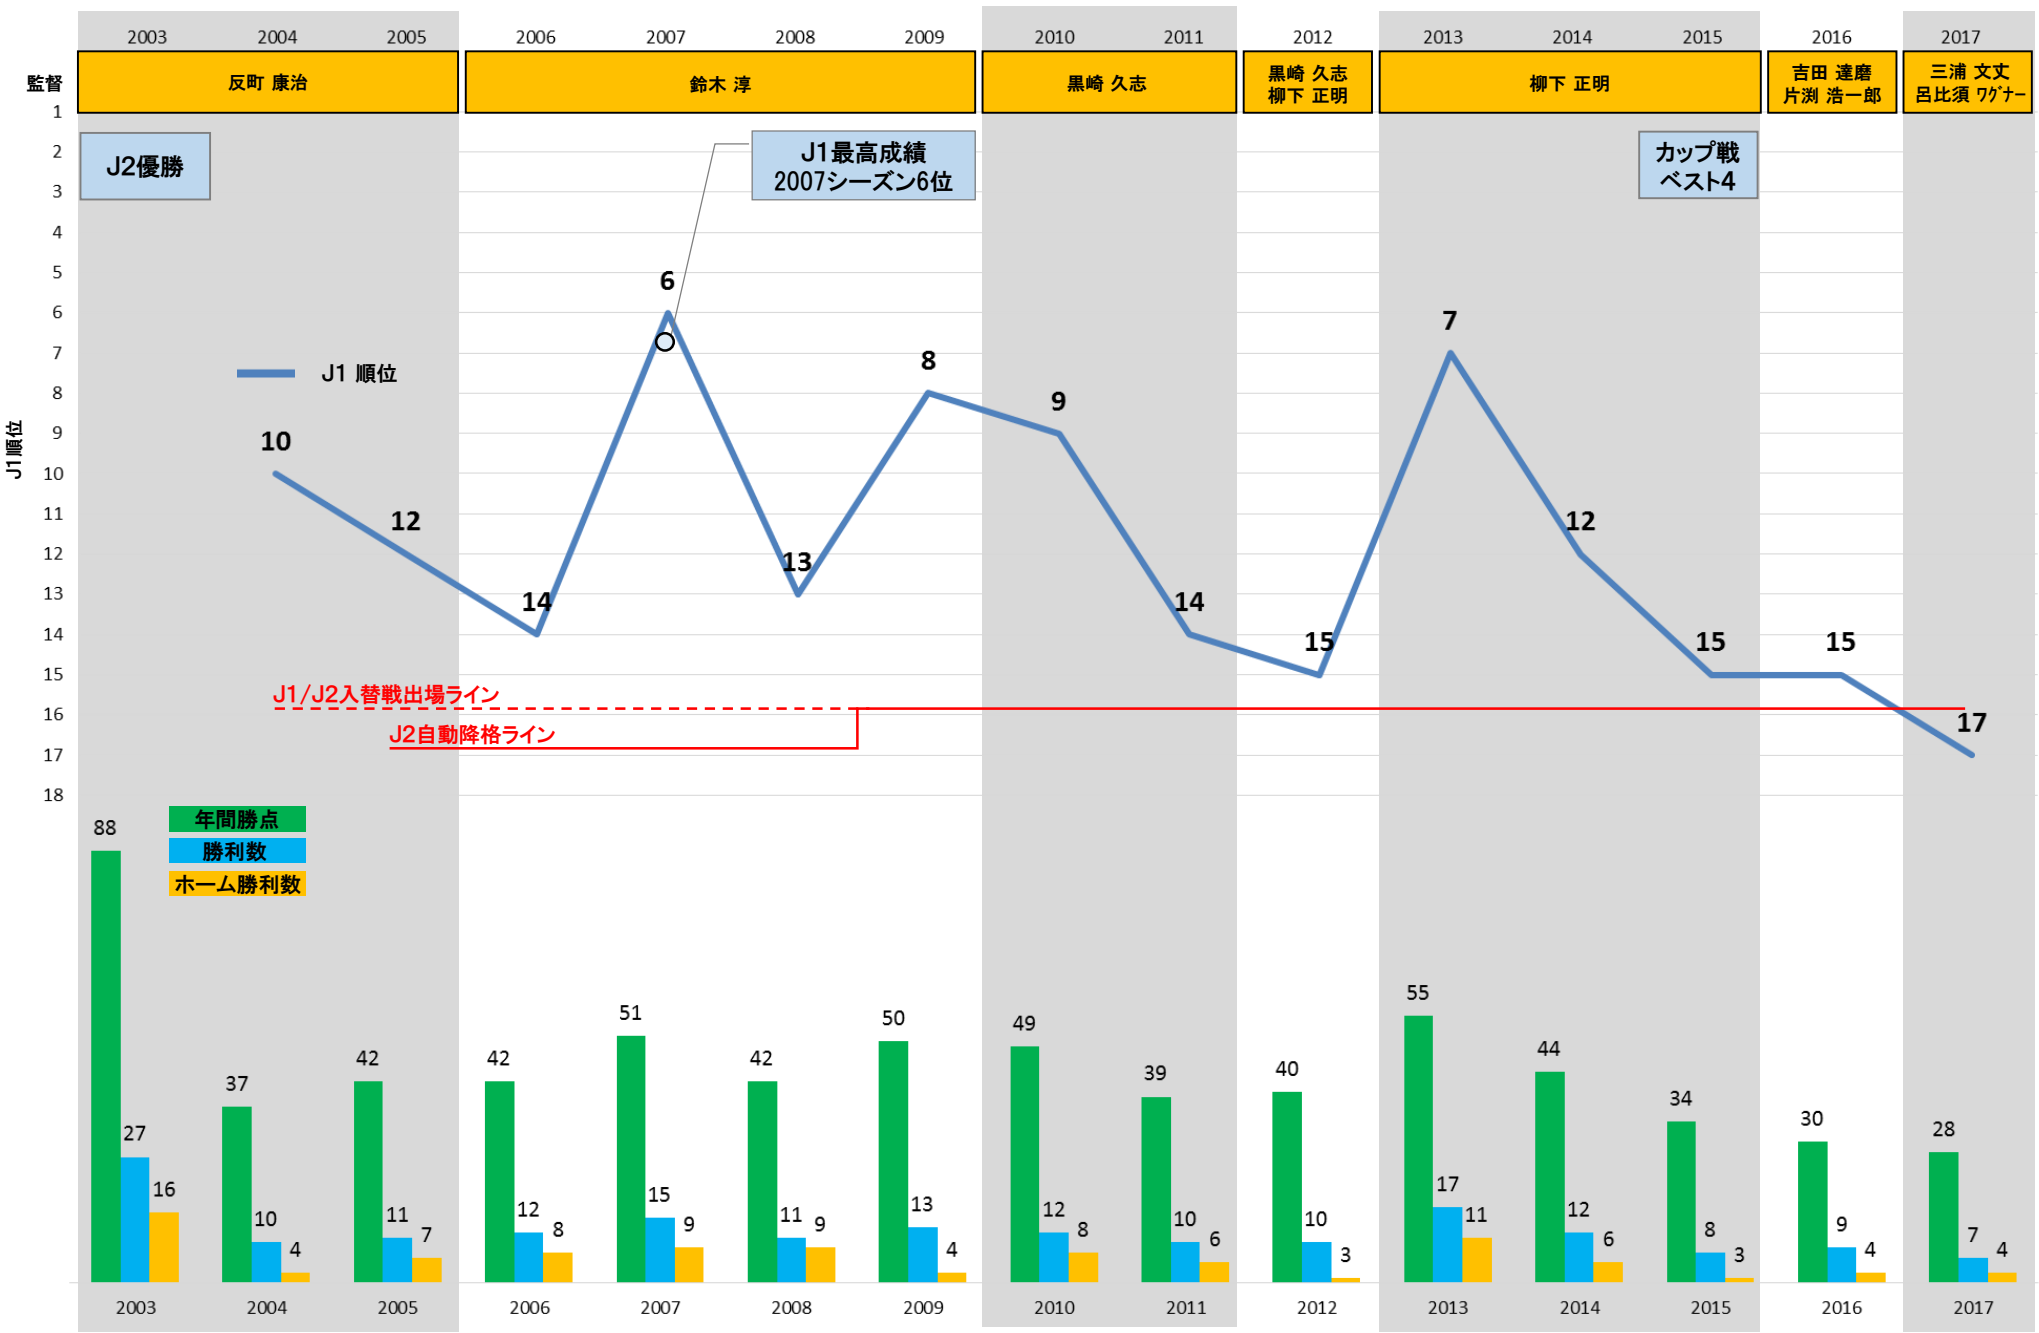 2003 2004 2005 2006 2007 2008 2009 2010 2011 2012 2013 2014 2015 2016 2017
監督
反町 康治
鈴木 淳
黒崎 久志
黒崎 久志
柳下 正明
柳下 正明
吉田 達磨
片渕 浩一郎
三浦 文丈
呂比須 ワグナー
J1順位
1
2
3
4
5
6
7
8
9
10
11
12
13
14
15
16
17
18
J2優勝
J1最高成績
2007シーズン6位
カップ戦
ベスト4
J1 順位
10 12 14 6 13 8 9 14 15 7 12 15 15 17
J1/J2入替戦出場ライン
J2自動降格ライン
年間勝点
勝利数
ホーム勝利数
88 27 16
37 10 4
42 11 7
42 12 8
51 15 9
42 11 9
50 13 4
49 12 8
39 10 6
40 10 3
55 17 11
44 12 6
34 8 3
30 9 4
28 7 4
2003 2004 2005 2006 2007 2008 2009 2010 2011 2012 2013 2014 2015 2016 2017